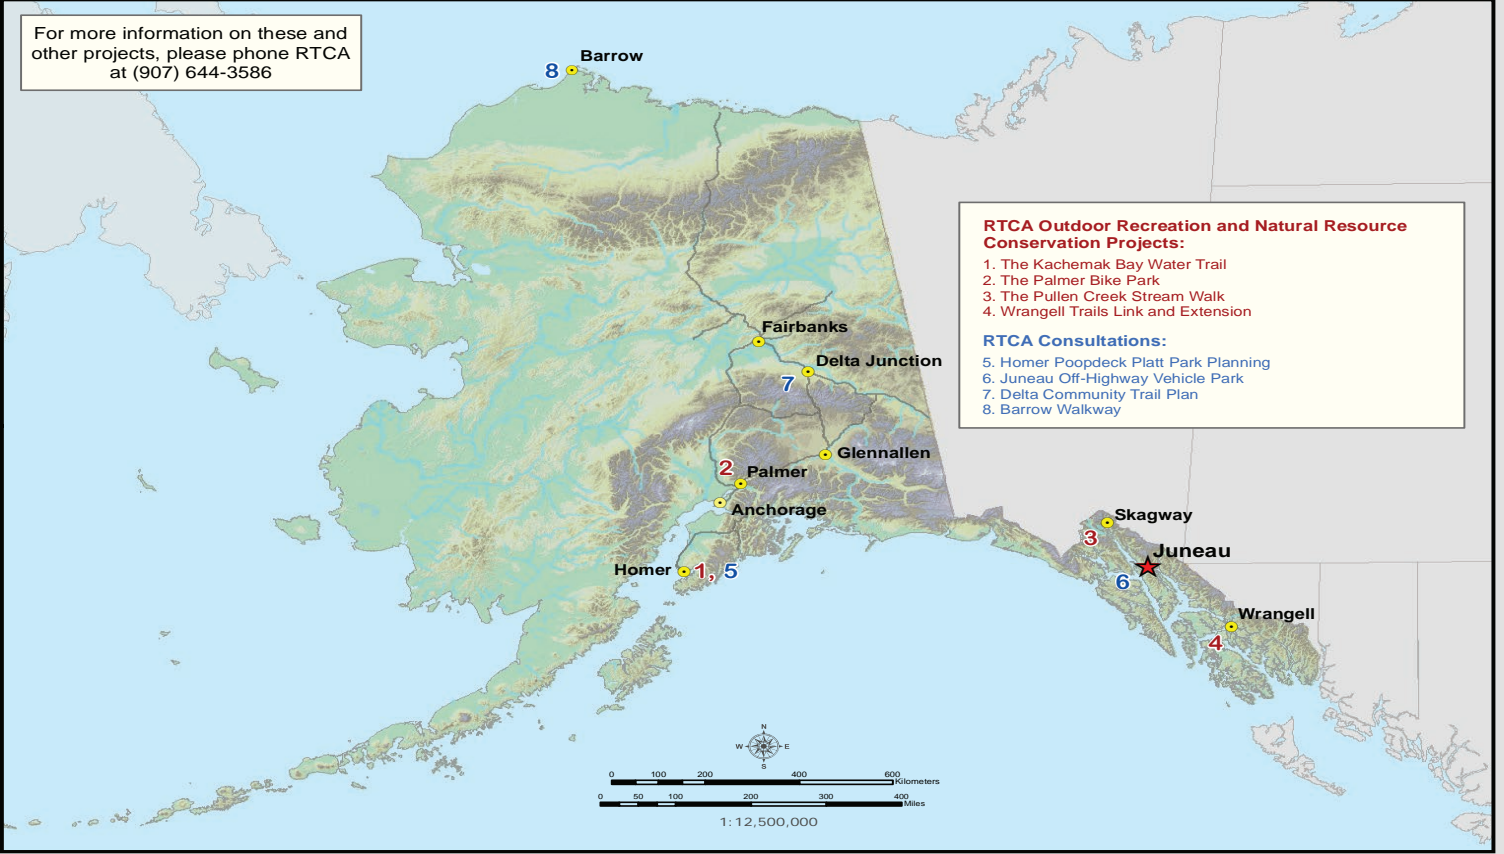 For more information on these and
other projects, please phone RTCA
at (907) 644-3586
Barrow
8
RTCA Outdoor Recreation and Natural Resource
Conservation Projects:
1. The Kachemak Bay Water Trail
2. The Palmer Bike Park
3. The Pullen Creek Stream Walk
4. Wrangell Trails Link and Extension
RTCA Consultations:
5. Homer Poopdeck Platt Park Planning
6. Juneau Off-Highway Vehicle Park
7. Delta Community Trail Plan
8. Barrow Walkway
Fairbanks
Delta Junction
7
Glennallen
2
Palmer
Anchorage
Skagway
3
Juneau
Homer 1, 5
6
Wrangell
4
N
W E
S
0 100 200 400 600
Kilometers
0 50 100 200 300 400
Miles
1:12,500,000